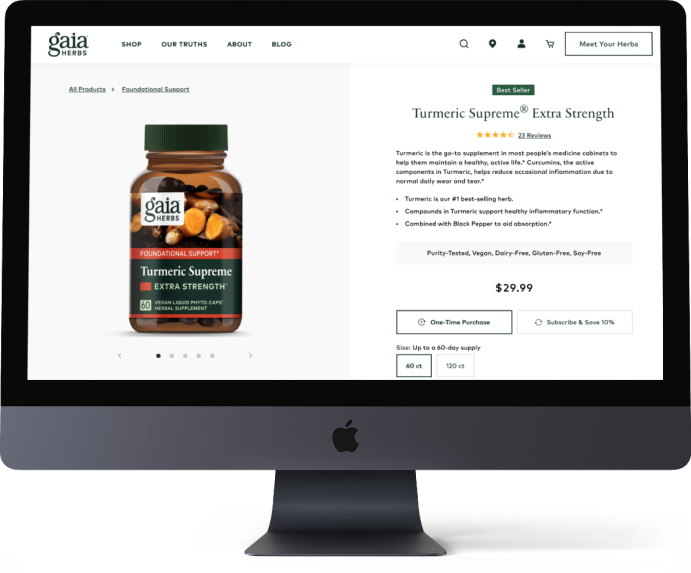 gaia
HERBS
SHOP
OUR TRUTHS
ABOUT
BLOG
Meet Your Herbs
All Products > Foundational Support
gaia
HERBS
FOUNDATIONAL SUPPORT*
Turmeric Supreme
EXTRA STRENGTH*
60 VEGAN LIQUID PHYTO-CAPS*
HERBAL SUPPLEMENT
Best Seller
Turmeric Supreme® Extra Strength
23 Reviews
Turmeric is the go-to supplement in most people's medicine cabinets to
help them maintain a healthy, active life.* Curcumins, the active
components in Turmeric, helps reduce occasional inflammation due to
normal daily wear and tear.*
• Turmeric is our #1 best-selling herb.
• Compounds in Turmeric support healthy inflammatory function.*
• Combined with Black Pepper to aid absorption.*
Purity-Tested, Vegan, Dairy-Free, Gluten-Free, Soy-Free
$29.99
One-Time Purchase
Subscribe & Save 10%
Size: Up to a 60-day supply
60 ct
120 ct